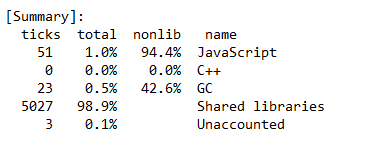 [Summary]:
ticks total nonlib name
51 1.0% 94.4% JavaScript
0 0.0% 0.0% C++
23 0.5% 42.6% GC
5027 98.9% Shared libraries
3 0.1% Unaccounted